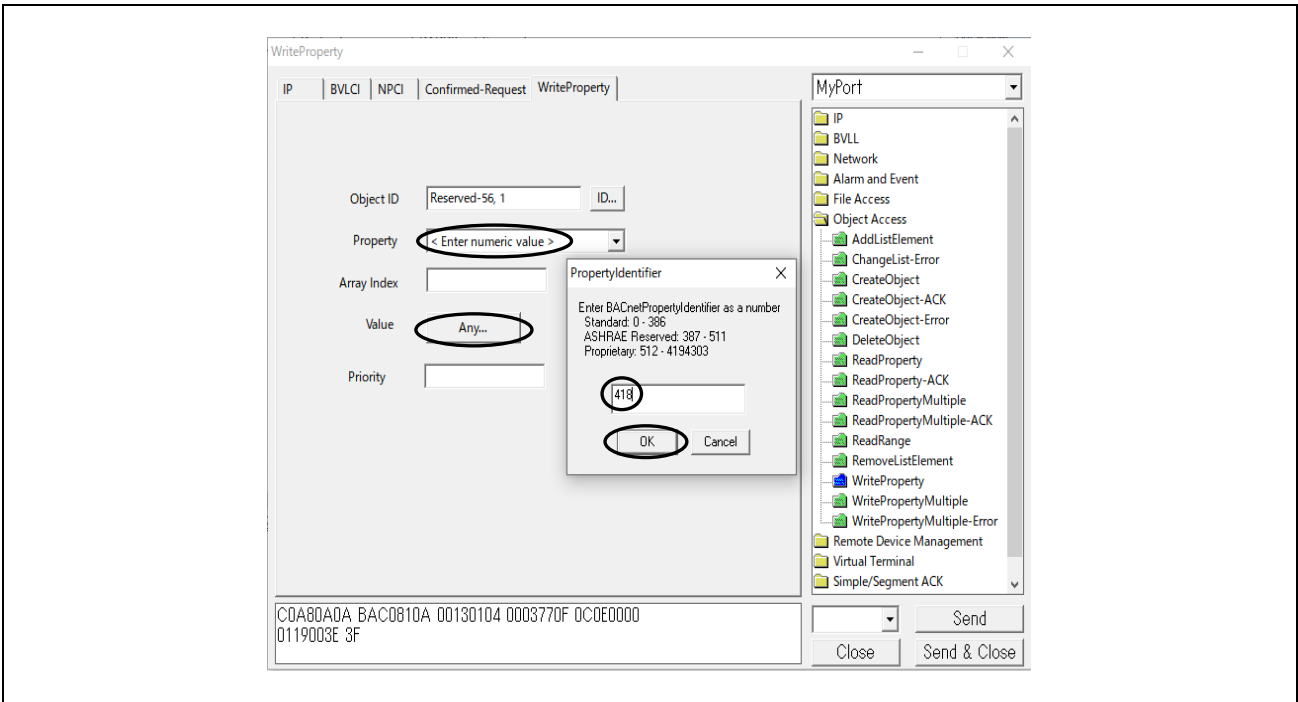 WriteProperty
IP BVLCI NPCI Confirmed-Request WriteProperty
Object ID Reserved-56, 1 ID...
Property < Enter numeric value >
Array Index
Value Any...
Priority
PropertyIdentifier
Enter BACnetPropertyIdentifier as a number
Standard: 0 - 386
ASHRAE Reserved: 387 - 511
Proprietary: 512 - 4194303
418
OK Cancel
MyPort
IP
BVLL
Network
Alarm and Event
File Access
Object Access
AddListElement
ChangeList-Error
CreateObject
CreateObject-ACK
CreateObject-Error
DeleteObject
ReadProperty
ReadProperty-ACK
ReadPropertyMultiple
ReadPropertyMultiple-ACK
ReadRange
RemoveListElement
WriteProperty
WritePropertyMultiple
WritePropertyMultiple-Error
Remote Device Management
Virtual Terminal
Simple/Segment ACK
C0A80A0A BAC0810A 00130104 0003770F 0C0E0000
0119003E 3F
Send
Close Send & Close